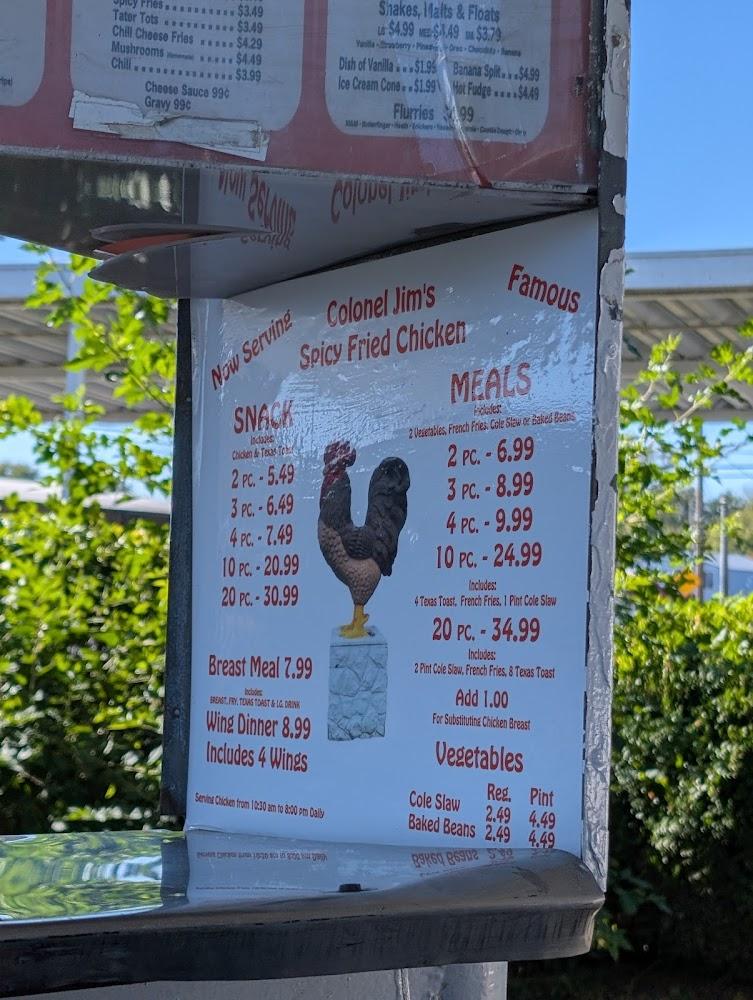 Spicy Fries ........ $3.49
Tater Tots ........ $3.49
Chili Cheese Fries ........ $4.29
Mushrooms (Homemade) ........ $4.49
Chili ........ $3.99
Cheese Sauce 99¢
Gravy 99¢
Shakes, Malts & Floats
LG $4.99 MED $4.49 SM $3.79
Dish of Vanilla ... $1.99 Banana Split .... $4.99
Ice Cream Cone .. $1.99 Hot Fudge .... $4.49
Flurries
Now Serving
Colonel Jim's
Famous
Spicy Fried Chicken
SNACK
Includes:
Chicken & Texas Toast
2 PC. - 5.49
3 PC. - 6.49
4 PC. - 7.49
10 PC. - 20.99
20 PC. - 30.99
Breast Meal 7.99
Includes:
BREAST, FRY, TEXAS TOAST & LG. DRINK
Wing Dinner 8.99
Includes 4 Wings
Serving Chicken from 10:30 am to 8:00 pm Daily
MEALS
Includes:
2 Vegetables, French Fries, Cole Slaw or Baked Beans
2 PC. - 6.99
3 PC. - 8.99
4 PC. - 9.99
10 PC. - 24.99
Includes:
4 Texas Toast, French Fries, 1 Pint Cole Slaw
20 PC. - 34.99
Includes:
2 Pint Cole Slaw, French Fries, 8 Texas Toast
Add 1.00
For Substituting Chicken Breast
Vegetables
Reg. Pint
Cole Slaw 2.49 4.49
Baked Beans 2.49 4.49